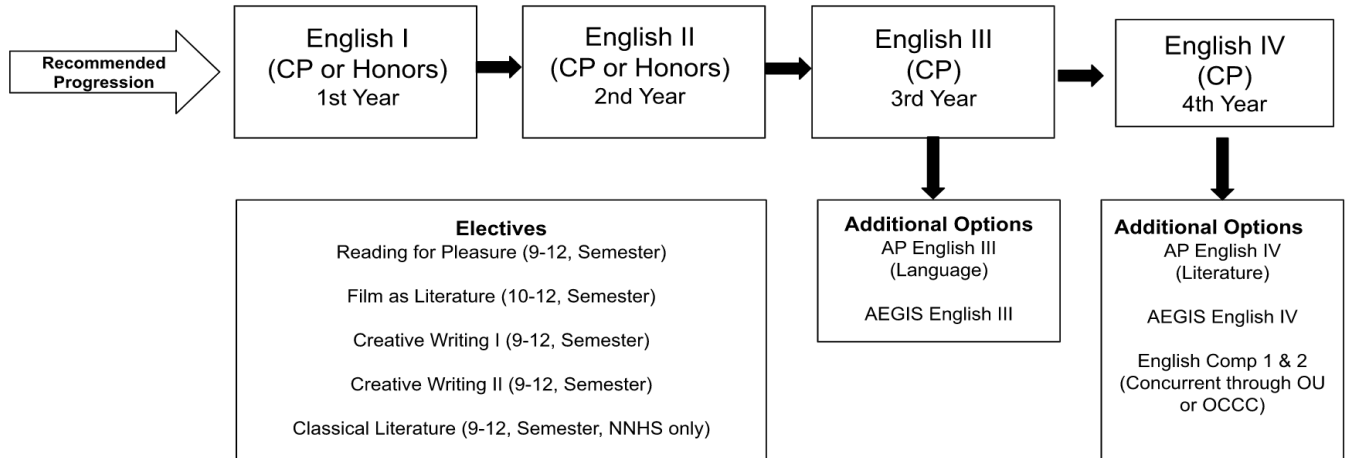 Recommended
Progression
English I
(CP or Honors)
1st Year
English II
(CP or Honors)
2nd Year
English III
(CP)
3rd Year
English IV
(CP)
4th Year
Electives
Reading for Pleasure (9-12, Semester)
Film as Literature (10-12, Semester)
Creative Writing I (9-12, Semester)
Creative Writing II (9-12, Semester)
Classical Literature (9-12, Semester, NNHS only)
Additional Options
AP English III
(Language)
AEGIS English III
Additional Options
AP English IV
(Literature)
AEGIS English IV
English Comp 1 & 2
(Concurrent through OU
or OCCC)